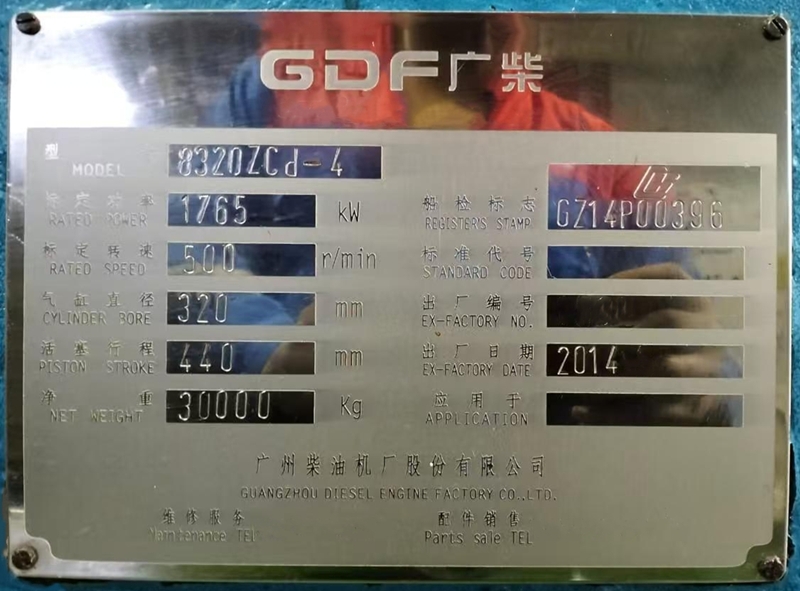 GDF广柴
型
MODEL 8320ZCd-4
标定功率
RATED POWER 1765 kW
船检标志
REGISTER'S STAMP GZ14P00396
标定转速
RATED SPEED 500 r/min
标准代号
STANDARD CODE
气缸直径
CYLINDER BORE 320 mm
出厂编号
EX-FACTORY NO.
活塞行程
PISTON STROKE 440 mm
出厂日期
EX-FACTORY DATE 2014
净重
NET WEIGHT 30000 Kg
应用于
APPLICATION
广州柴油机厂股份有限公司
GUANGZHOU DIESEL ENGINE FACTORY CO.,LTD.
维修服务
Maintenance TEL
配件销售
Parts sale TEL